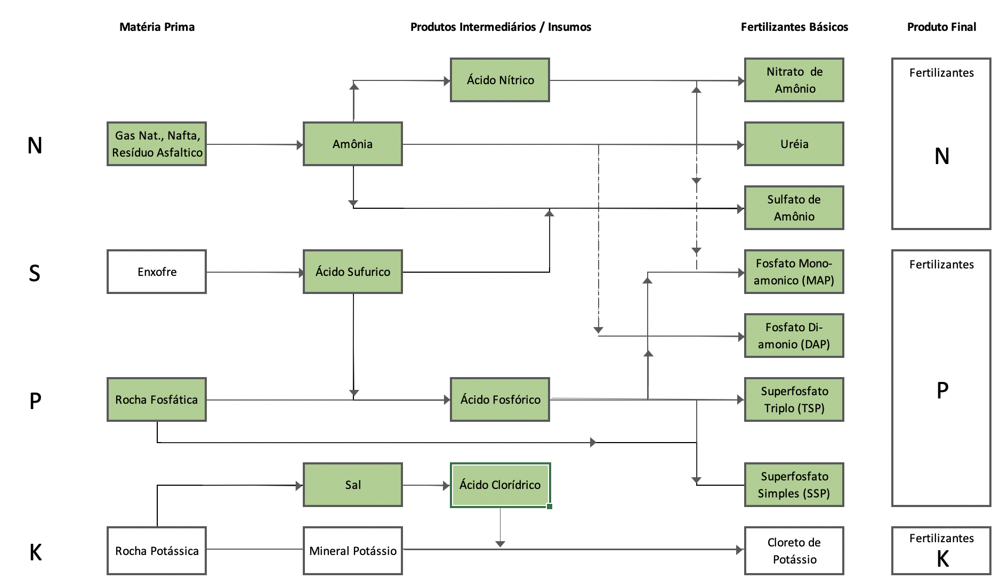 Matéria Prima
Produtos Intermediários / Insumos
Fertilizantes Básicos
Produto Final
N
Gas Nat., Nafta,
Resíduo Asfaltico
Amônia
Ácido Nítrico
Nitrato de
Amônio
Uréia
Sulfato de
Amônio
Fertilizantes
N
S
Enxofre
Ácido Sufurico
Fosfato Mono-
amonico (MAP)
Fosfato Di-
amonio (DAP)
Fertilizantes
P
P
Rocha Fosfática
Ácido Fosfórico
Superfosfato
Triplo (TSP)
Sal
Ácido Clorídrico
Superfosfato
Simples (SSP)
K
Rocha Potássica
Mineral Potássio
Cloreto de
Potássio
Fertilizantes
K